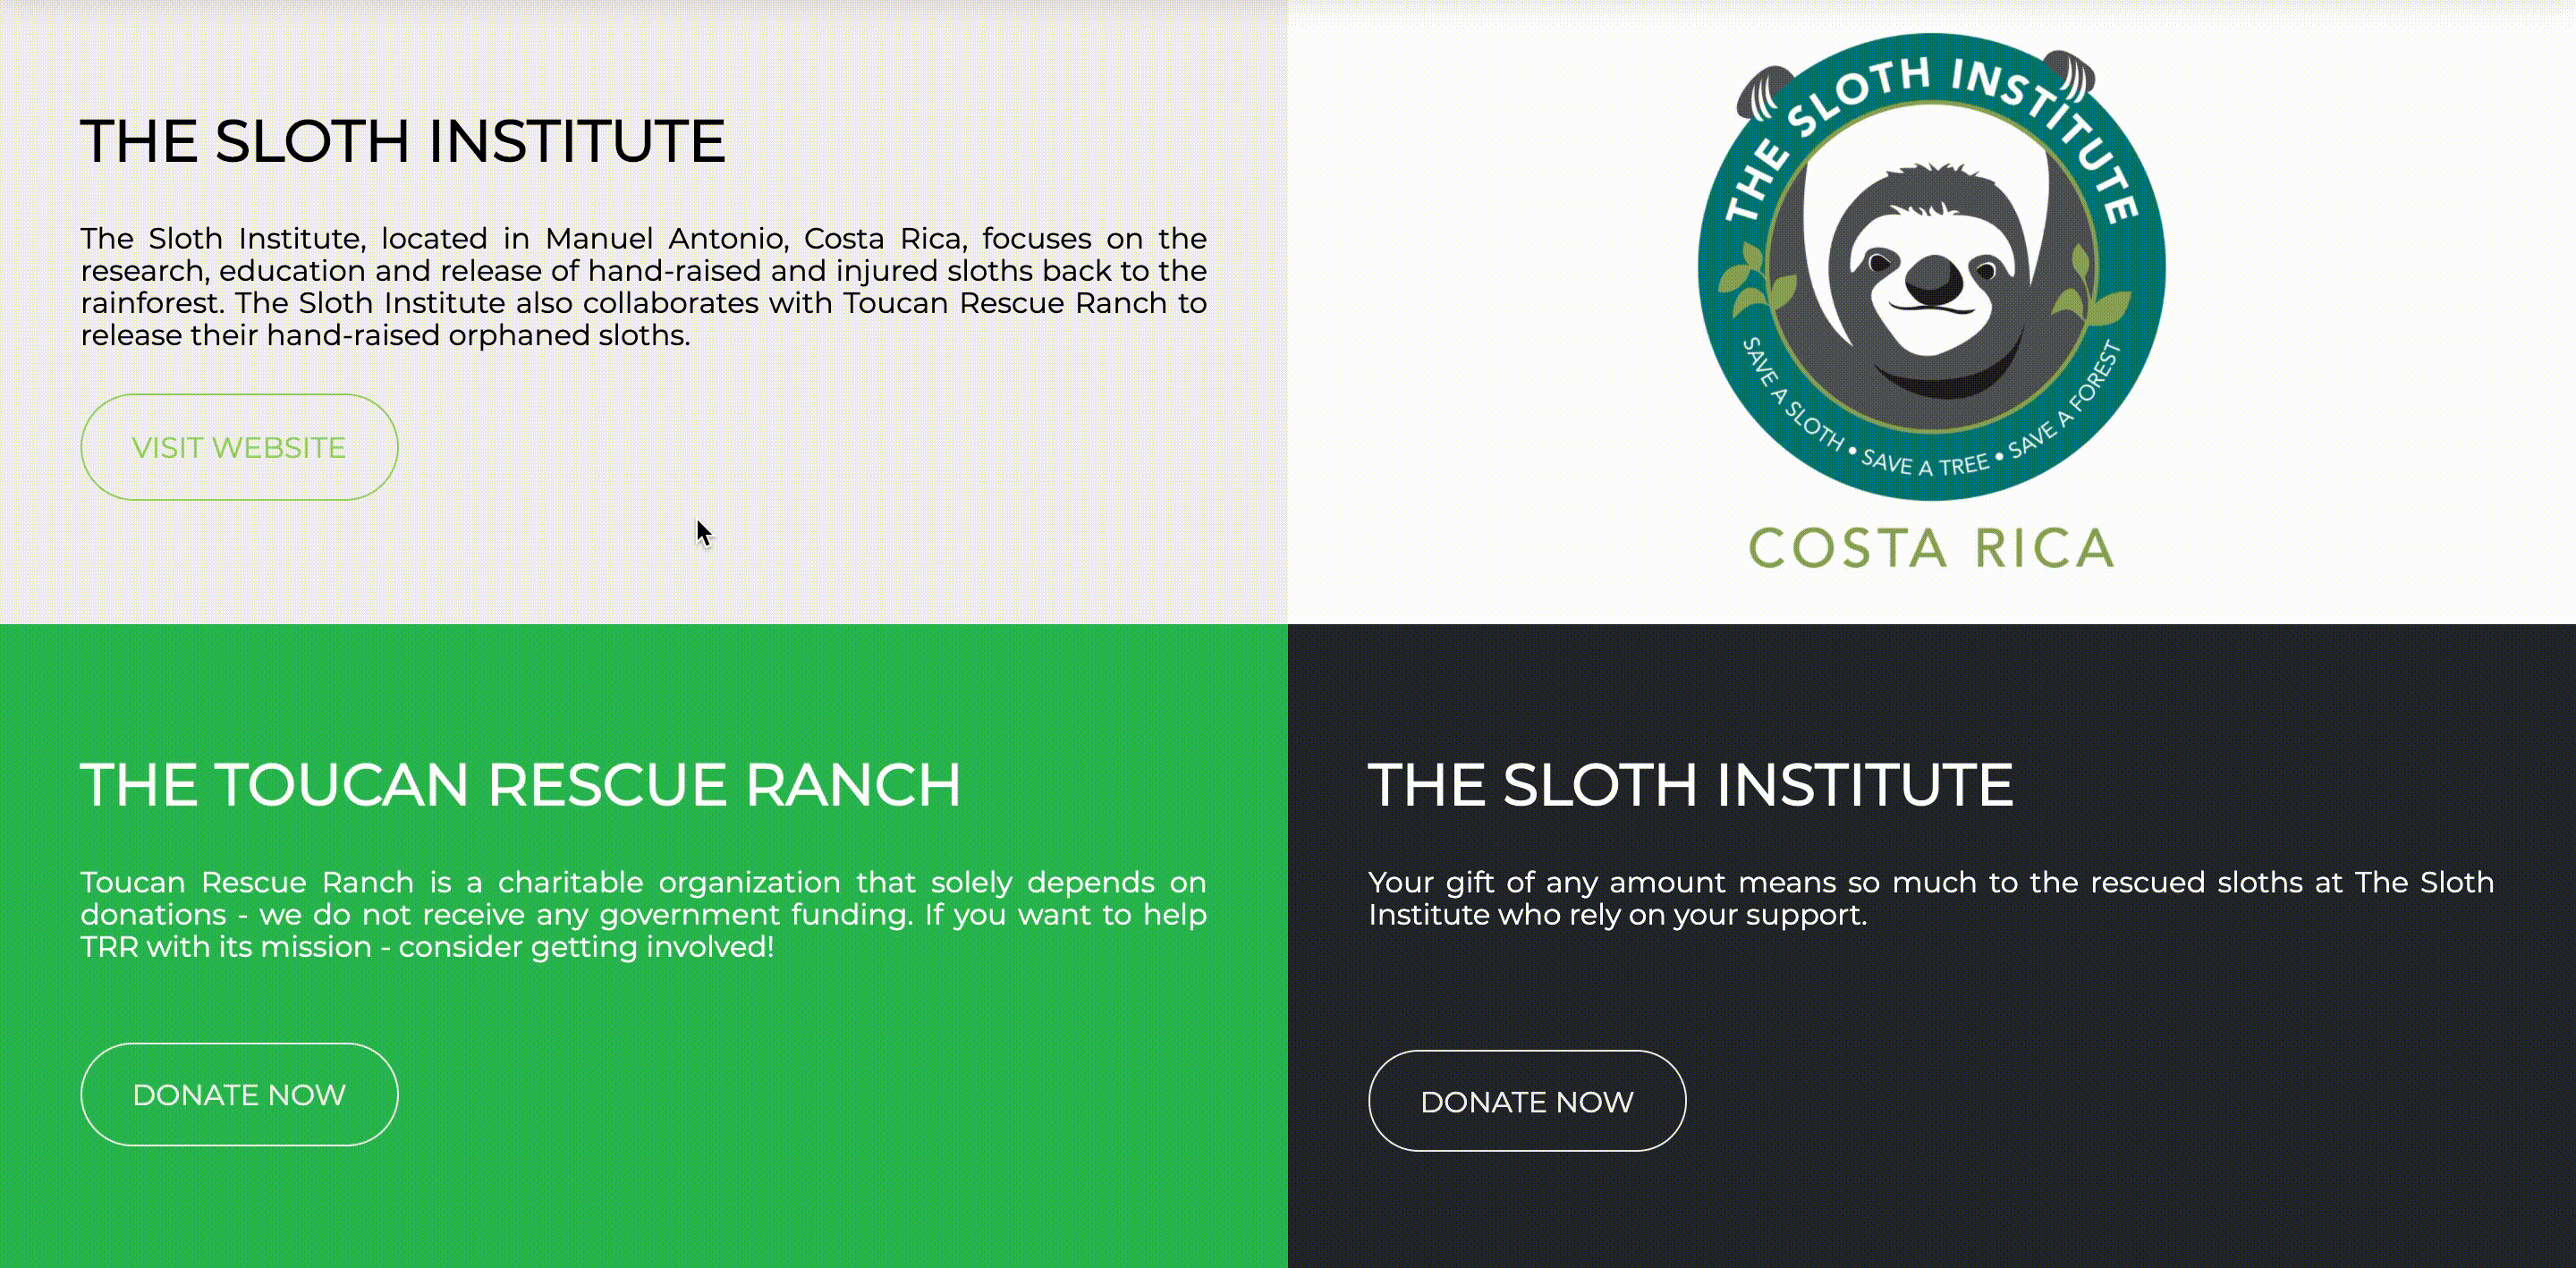 THE SLOTH INSTITUTE
The Sloth Institute, located in Manuel Antonio, Costa Rica, focuses on the
research, education and release of hand-raised and injured sloths back to the
rainforest. The Sloth Institute also collaborates with Toucan Rescue Ranch to
release their hand-raised orphaned sloths.
VISIT WEBSITE
THE SLOTH INSTITUTE
SAVE A SLOTH • SAVE A TREE • SAVE A FOREST
COSTA RICA
THE TOUCAN RESCUE RANCH
Toucan Rescue Ranch is a charitable organization that solely depends on
donations - we do not receive any government funding. If you want to help
TRR with its mission - consider getting involved!
DONATE NOW
THE SLOTH INSTITUTE
Your gift of any amount means so much to the rescued sloths at The Sloth
Institute who rely on your support.
DONATE NOW